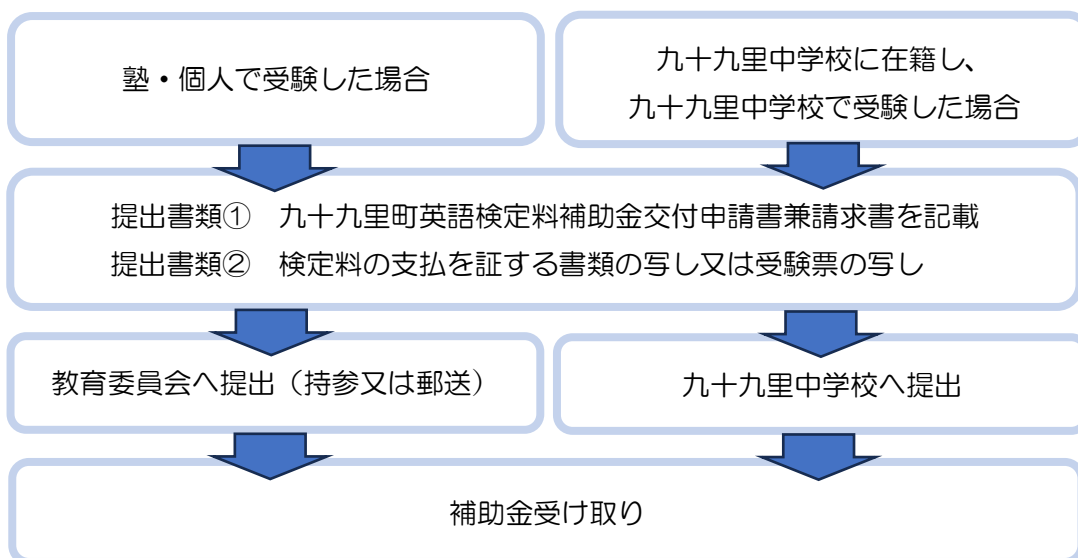 塾・個人で受験した場合
九十九里中学校に在籍し、
九十九里中学校で受験した場合
提出書類①　九十九里町英語検定料補助金交付申請書兼請求書を記載
提出書類②　検定料の支払を証する書類の写し又は受験票の写し
教育委員会へ提出（持参又は郵送）
九十九里中学校へ提出
補助金受け取り